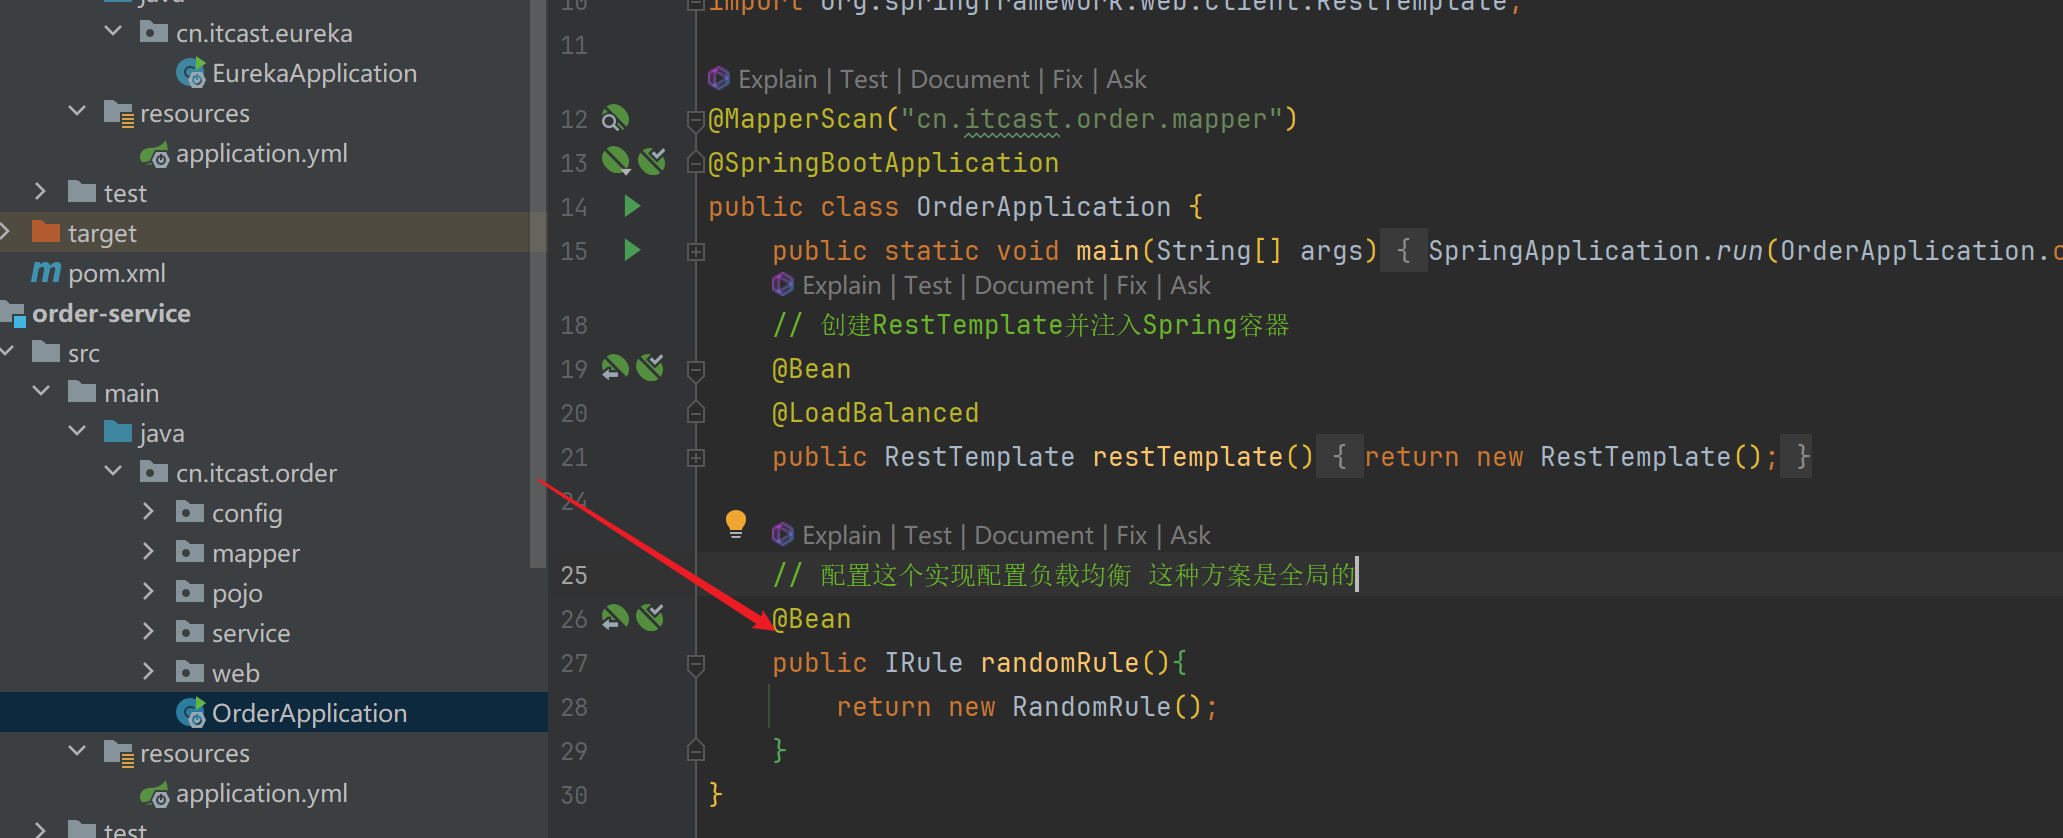 java
cn.itcast.eureka
EurekaApplication
resources
application.yml
test
target
pom.xml
order-service
src
main
java
cn.itcast.order
config
mapper
pojo
service
web
OrderApplication
resources
application.yml
test
10 import org.springframework.web.client.RestTemplate;
11
Explain | Test | Document | Fix | Ask
12 @MapperScan("cn.itcast.order.mapper")
13 @SpringBootApplication
14 public class OrderApplication {
15 public static void main(String[] args) { SpringApplication.run(OrderApplication.c
Explain | Test | Document | Fix | Ask
18 // 创建RestTemplate并注入Spring容器
19 @Bean
20 @LoadBalanced
21 public RestTemplate restTemplate() { return new RestTemplate(); }
24
Explain | Test | Document | Fix | Ask
25 // 配置这个实现配置负载均衡 这种方案是全局的
26 @Bean
27 public IRule randomRule(){
28 return new RandomRule();
29 }
30 }